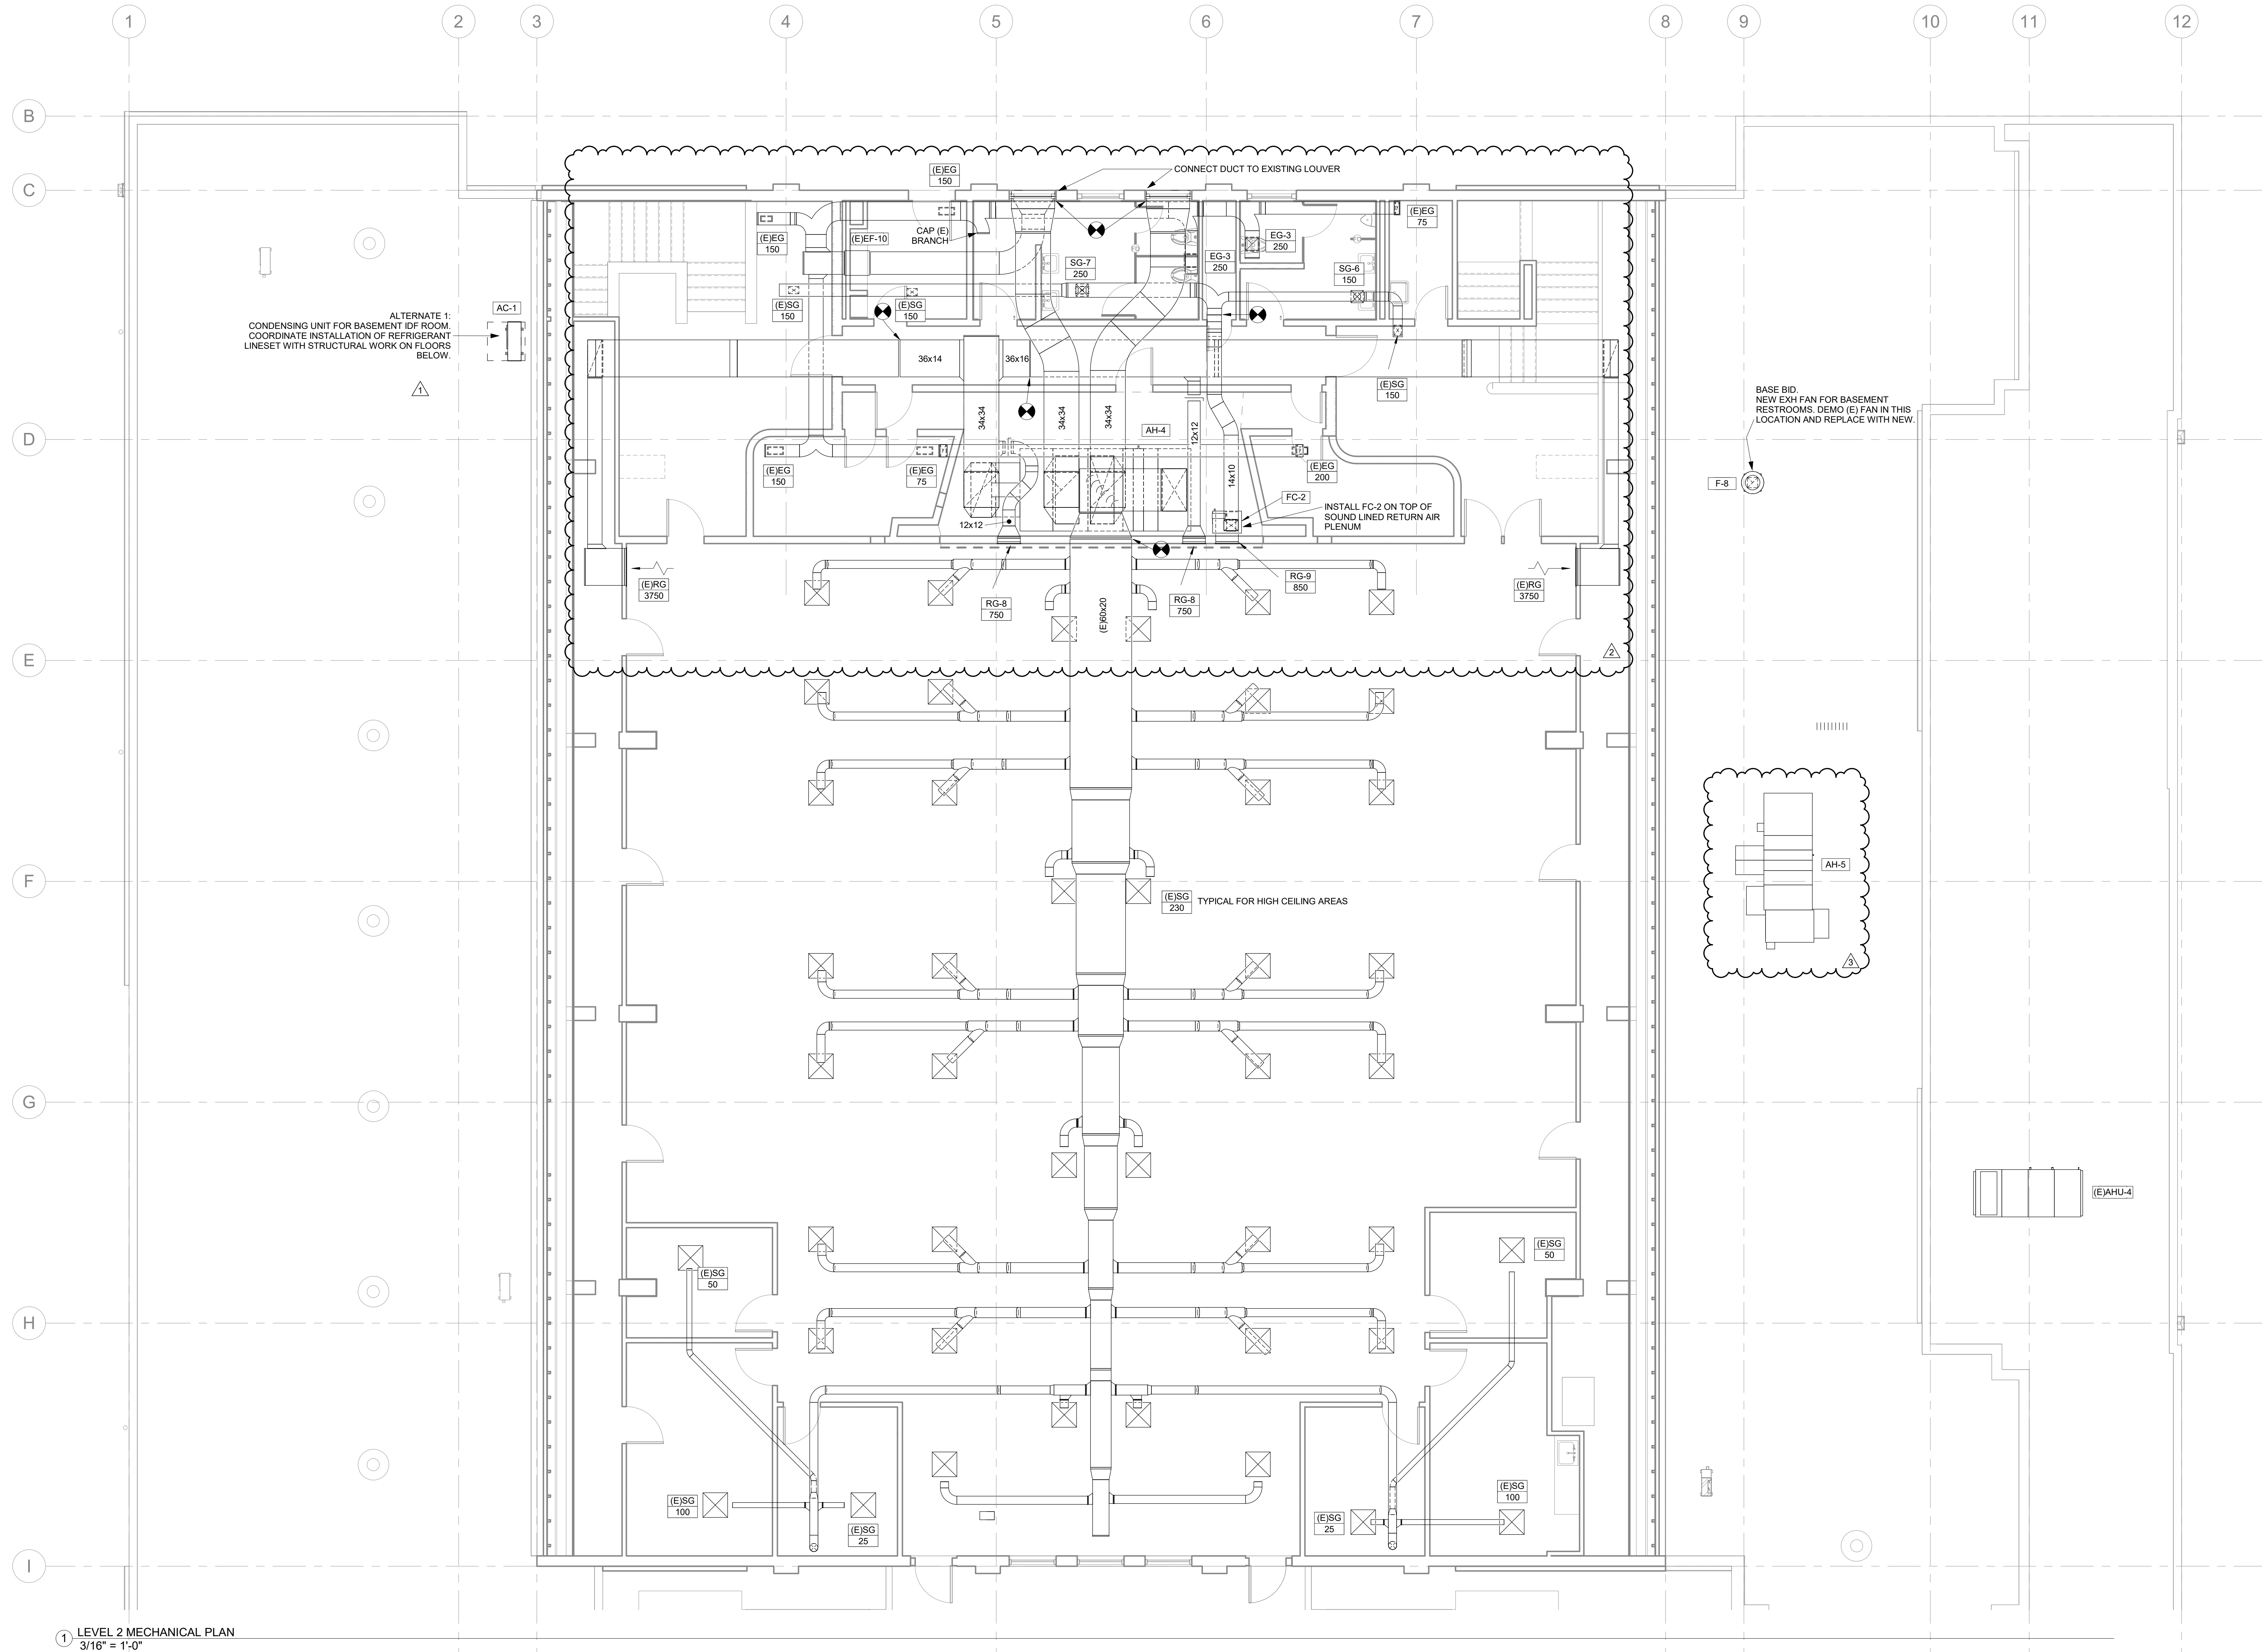 1
2
3
4
5
6
7
8
9
10
11
12
B
C
D
E
F
G
H
I
(E)EG
150
CONNECT DUCT TO EXISTING LOUVER
(E)EG
150
(E)EF-10
CAP (E)
BRANCH
SG-7
250
EG-3
250
EG-3
250
SG-6
150
(E)EG
75
(E)SG
150
(E)SG
150
AC-1
ALTERNATE 1:
CONDENSING UNIT FOR BASEMENT IDF ROOM.
COORDINATE INSTALLATION OF REFRIGERANT
LINESET WITH STRUCTURAL WORK ON FLOORS
BELOW.
1
36x14
36x16
(E)SG
150
34x34
34x34
34x34
AH-4
12x12
14x10
(E)EG
150
(E)EG
75
(E)EG
200
FC-2
INSTALL FC-2 ON TOP OF
SOUND LINED RETURN AIR
PLENUM
12x12
BASE BID.
NEW EXH FAN FOR BASEMENT
RESTROOMS. DEMO (E) FAN IN THIS
LOCATION AND REPLACE WITH NEW.
F-8
(E)RG
3750
RG-8
750
(E)60x20
RG-8
750
RG-9
850
(E)RG
3750
2
AH-5
3
(E)SG
230
TYPICAL FOR HIGH CEILING AREAS
(E)AHU-4
(E)SG
50
(E)SG
50
(E)SG
100
(E)SG
25
(E)SG
25
(E)SG
100
1
LEVEL 2 MECHANICAL PLAN
3/16" = 1'-0"